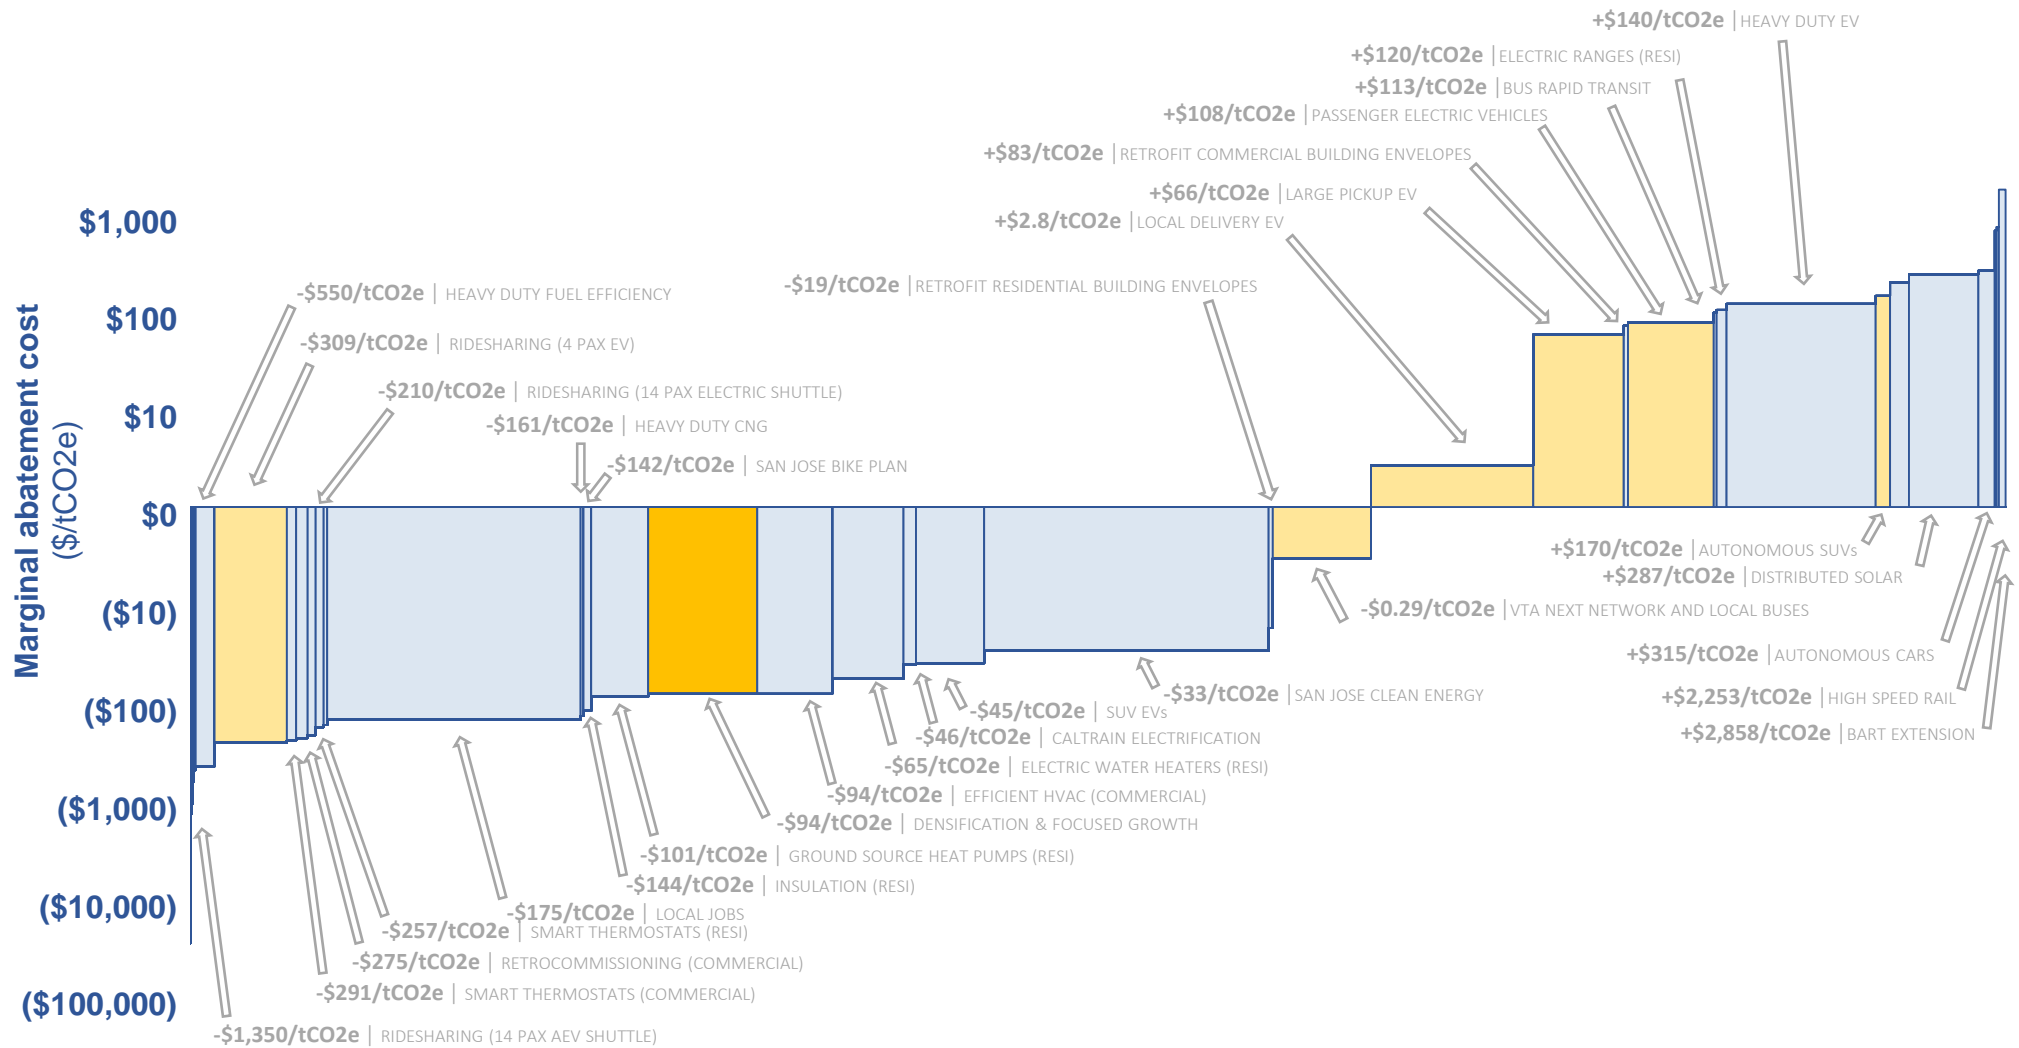 +$140/tCO2e | HEAVY DUTY EV
+$120/tCO2e | ELECTRIC RANGES (RESI)
+$113/tCO2e | BUS RAPID TRANSIT
+$108/tCO2e | PASSENGER ELECTRIC VEHICLES
+$83/tCO2e | RETROFIT COMMERCIAL BUILDING ENVELOPES
+$66/tCO2e | LARGE PICKUP EV
+$2.8/tCO2e | LOCAL DELIVERY EV
-$19/tCO2e | RETROFIT RESIDENTIAL BUILDING ENVELOPES
-$550/tCO2e | HEAVY DUTY FUEL EFFICIENCY
-$309/tCO2e | RIDESHARING (4 PAX EV)
-$210/tCO2e | RIDESHARING (14 PAX ELECTRIC SHUTTLE)
-$161/tCO2e | HEAVY DUTY CNG
-$142/tCO2e | SAN JOSE BIKE PLAN
Marginal abatement cost
($/tCO2e)
$1,000
$100
$10
$0
($10)
($100)
($1,000)
($10,000)
($100,000)
+$170/tCO2e | AUTONOMOUS SUVs
+$287/tCO2e | DISTRIBUTED SOLAR
-$0.29/tCO2e | VTA NEXT NETWORK AND LOCAL BUSES
+$315/tCO2e | AUTONOMOUS CARS
+$2,253/tCO2e | HIGH SPEED RAIL
+$2,858/tCO2e | BART EXTENSION
-$33/tCO2e | SAN JOSE CLEAN ENERGY
-$45/tCO2e | SUV EVs
-$46/tCO2e | CALTRAIN ELECTRIFICATION
-$65/tCO2e | ELECTRIC WATER HEATERS (RESI)
-$94/tCO2e | EFFICIENT HVAC (COMMERCIAL)
-$94/tCO2e | DENSIFICATION & FOCUSED GROWTH
-$101/tCO2e | GROUND SOURCE HEAT PUMPS (RESI)
-$144/tCO2e | INSULATION (RESI)
-$175/tCO2e | LOCAL JOBS
-$257/tCO2e | SMART THERMOSTATS (RESI)
-$275/tCO2e | RETROCOMMISSIONING (COMMERCIAL)
-$291/tCO2e | SMART THERMOSTATS (COMMERCIAL)
-$1,350/tCO2e | RIDESHARING (14 PAX AEV SHUTTLE)